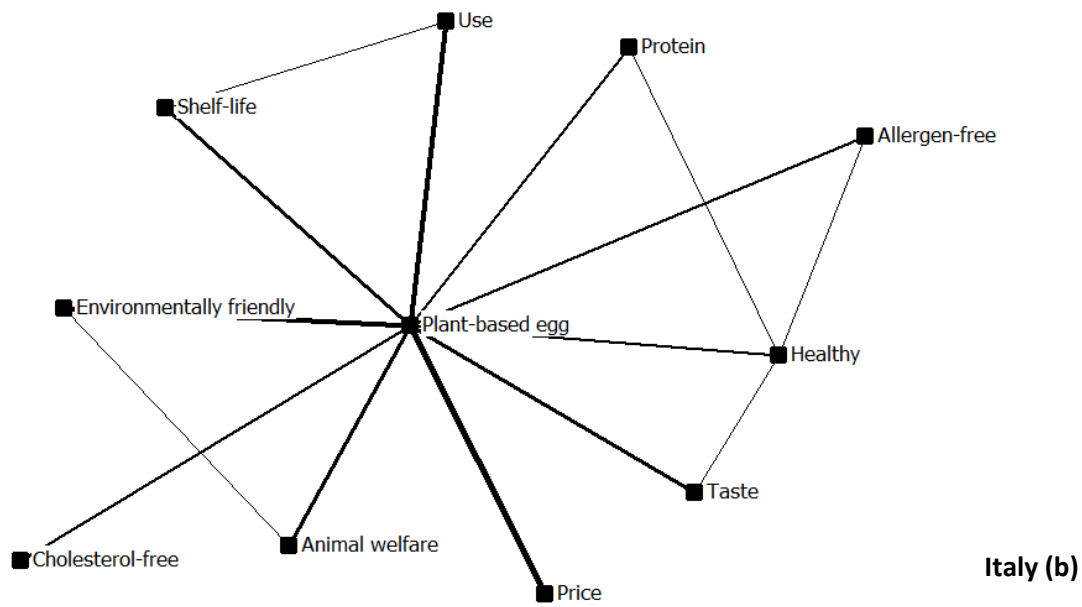 Use
Protein
Shelf-life
Allergen-free
Environmentally friendly
Plant-based egg
Healthy
Taste
Animal welfare
Cholesterol-free
Italy (b)
Price